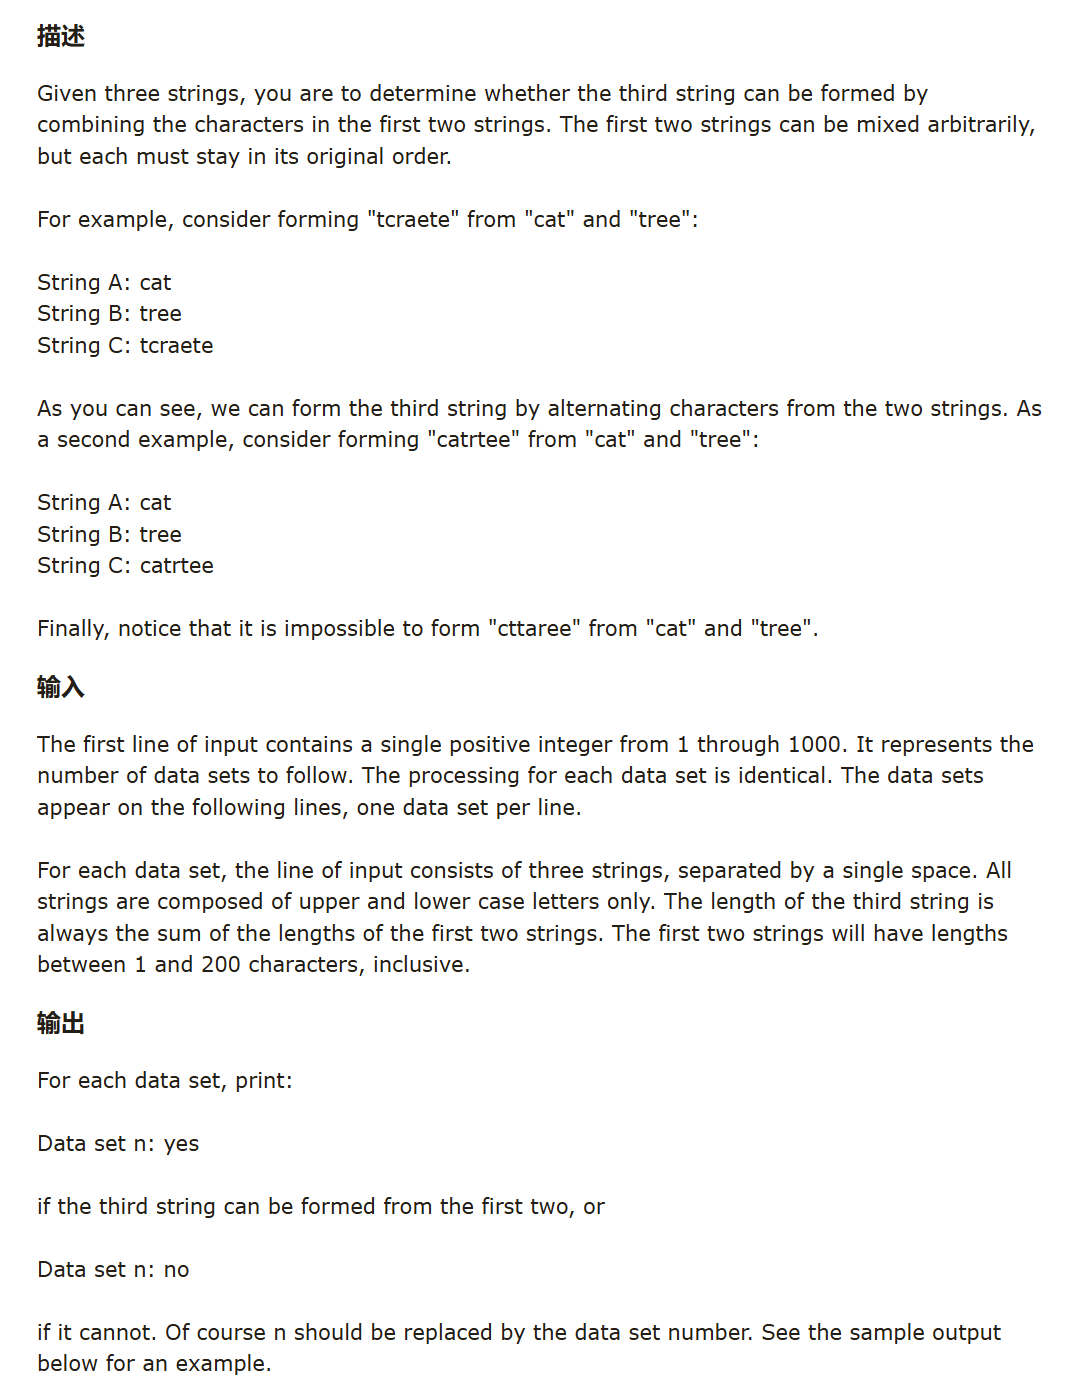 描述
Given three strings, you are to determine whether the third string can be formed by
combining the characters in the first two strings. The first two strings can be mixed arbitrarily,
but each must stay in its original order.
For example, consider forming "tcraete" from "cat" and "tree":
String A: cat
String B: tree
String C: tcraete
As you can see, we can form the third string by alternating characters from the two strings. As
a second example, consider forming "catrtee" from "cat" and "tree":
String A: cat
String B: tree
String C: catrtee
Finally, notice that it is impossible to form "cttaree" from "cat" and "tree".
输入
The first line of input contains a single positive integer from 1 through 1000. It represents the
number of data sets to follow. The processing for each data set is identical. The data sets
appear on the following lines, one data set per line.
For each data set, the line of input consists of three strings, separated by a single space. All
strings are composed of upper and lower case letters only. The length of the third string is
always the sum of the lengths of the first two strings. The first two strings will have lengths
between 1 and 200 characters, inclusive.
输出
For each data set, print:
Data set n: yes
if the third string can be formed from the first two, or
Data set n: no
if it cannot. Of course n should be replaced by the data set number. See the sample output
below for an example.